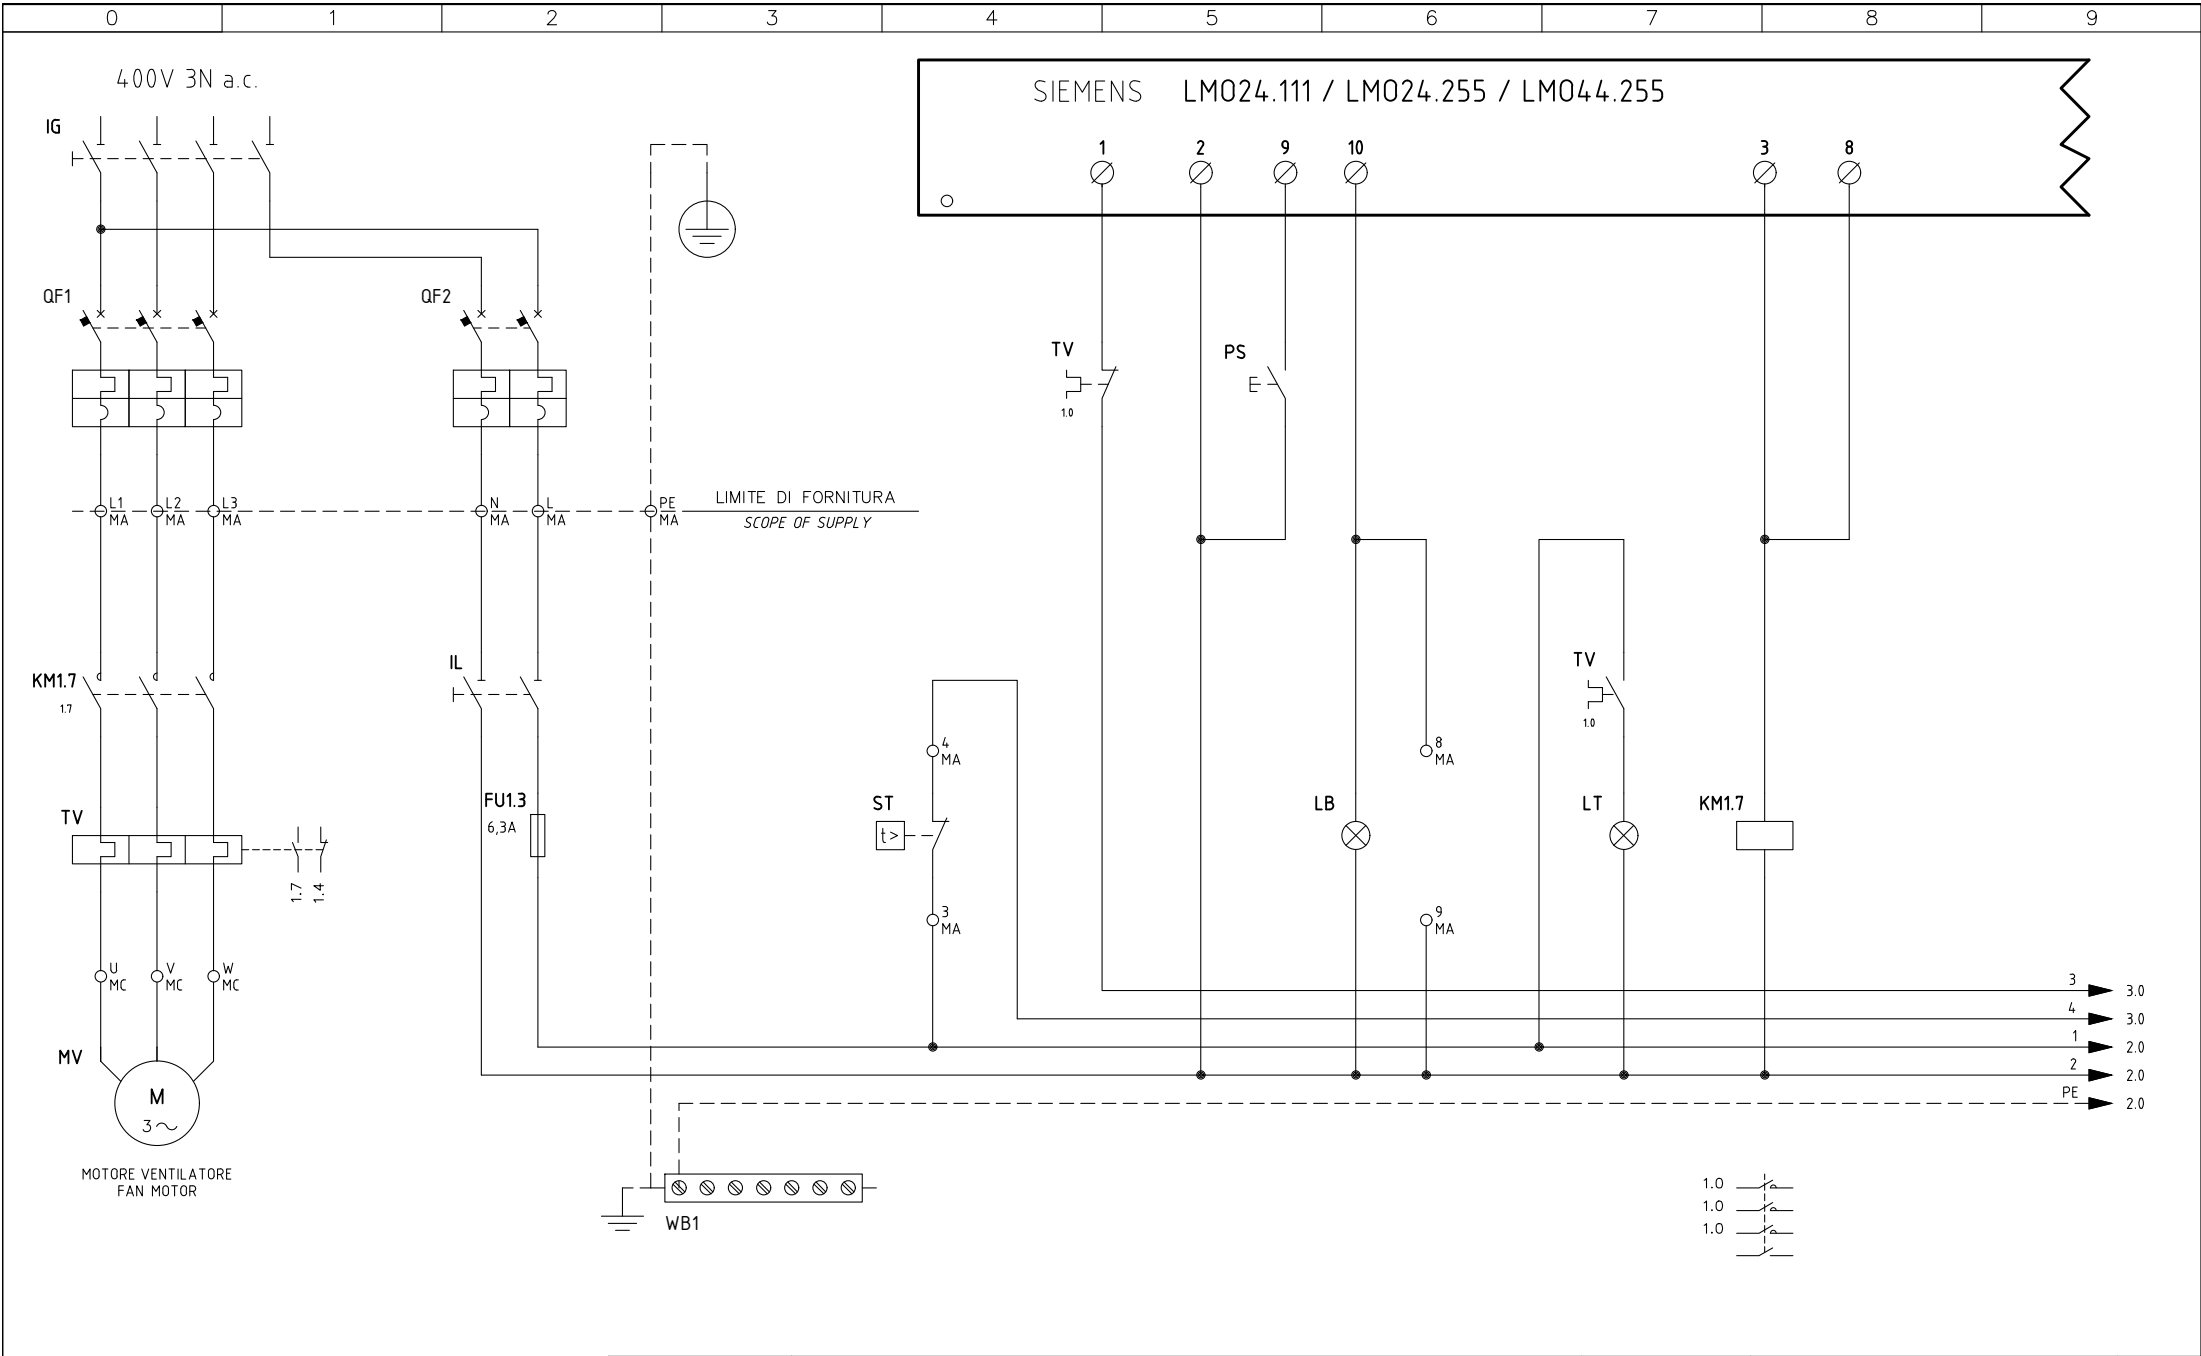 0 1 2 3 4 5 6 7 8 9
400V 3N a.c.
SIEMENS LMO24.111 / LMO24.255 / LMO44.255
IG
1 2 9 10 3 8
QF1 QF2
TV
1.0
PS
L1
MA
L2
MA
L3
MA
N
MA
L
MA
PE
MA
LIMITE DI FORNITURA
SCOPE OF SUPPLY
KM1.7
1.7
IL
TV
1.0
4
MA
8
MA
TV
FU1.3
6,3A
ST
t>
LB
LT
KM1.7
1.7
1.4
3
MA
9
MA
U
MC
V
MC
W
MC
3 3.0
4 3.0
1 2.0
2 2.0
PE 2.0
MV
M
3~
MOTORE VENTILATORE
FAN MOTOR
WB1
1.0
1.0
1.0